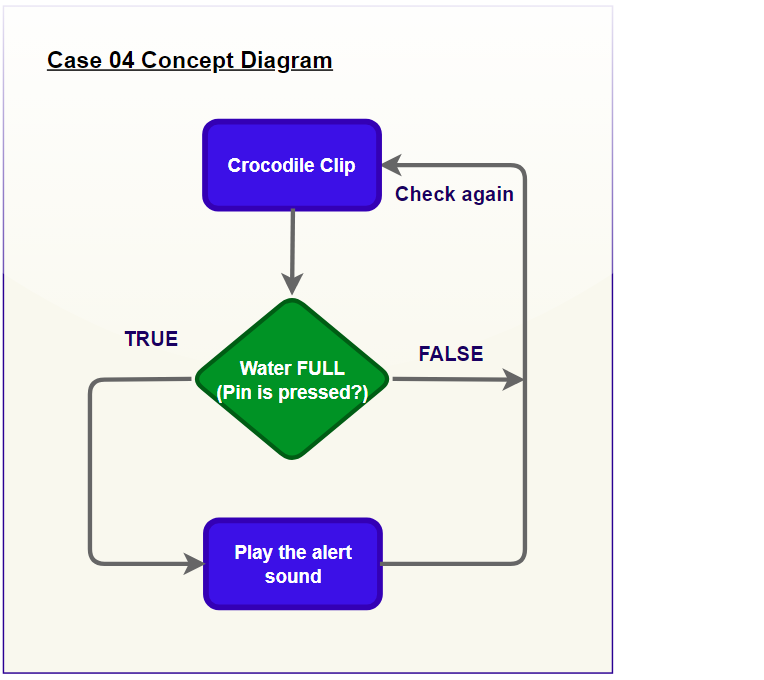 Case 04 Concept Diagram
Crocodile Clip
Check again
TRUE
FALSE
Water FULL
(Pin is pressed?)
Play the alert
sound